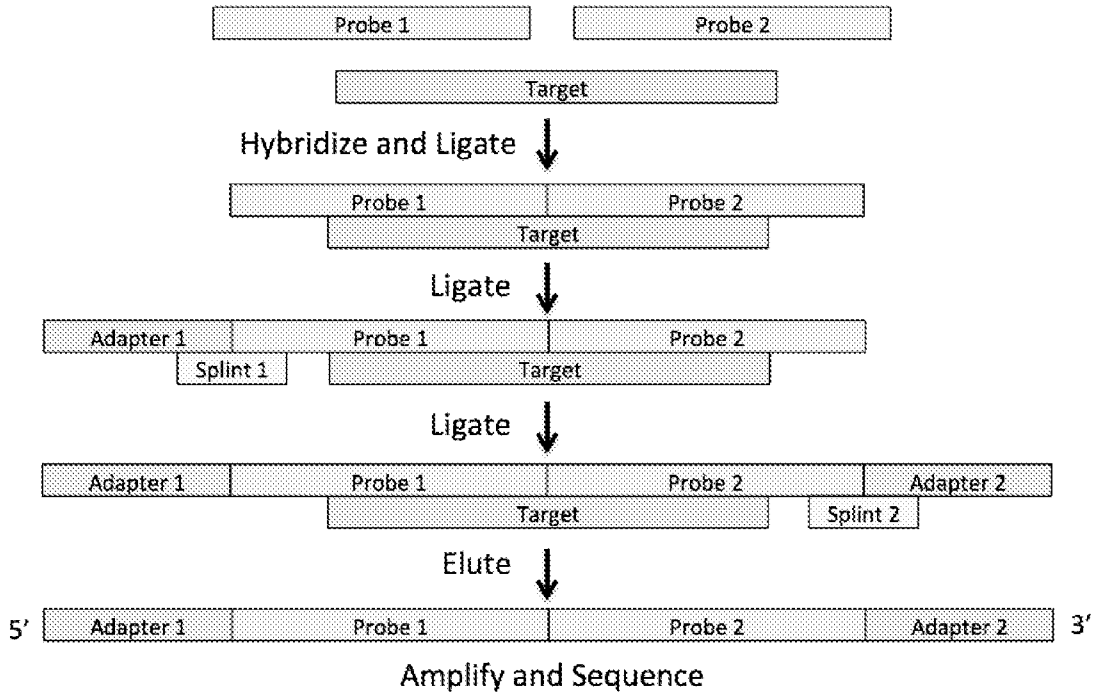 Probe 1 Probe 2
Target
Hybridize and Ligate
Probe 1 Probe 2
Target
Ligate
Adapter 1 Probe 1 Probe 2
Splint 1 Target
Ligate
Adapter 1 Probe 1 Probe 2 Adapter 2
Target Splint 2
Elute
5’ Adapter 1 Probe 1 Probe 2 Adapter 2 3’
Amplify and Sequence